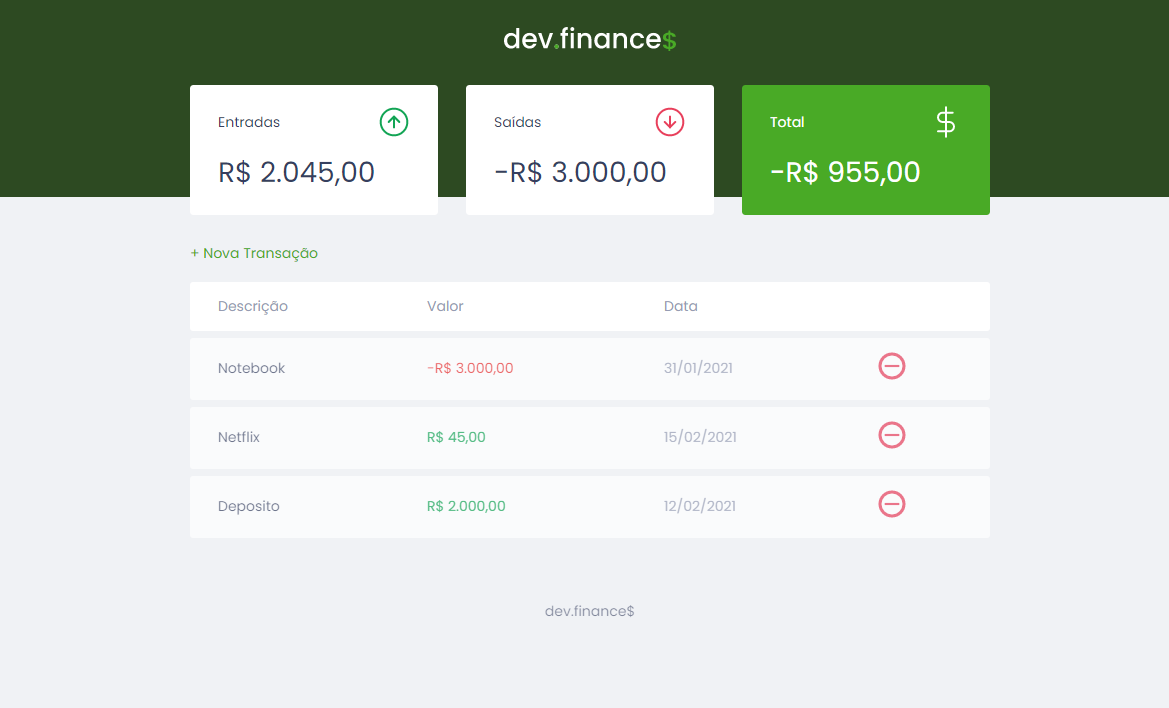 dev.finance$
Entradas
R$ 2.045,00
Saídas
-R$ 3.000,00
Total
$
-R$ 955,00
+ Nova Transação
Descrição Valor Data
Notebook -R$ 3.000,00 31/01/2021
Netflix R$ 45,00 15/02/2021
Deposito R$ 2.000,00 12/02/2021
dev.finance$